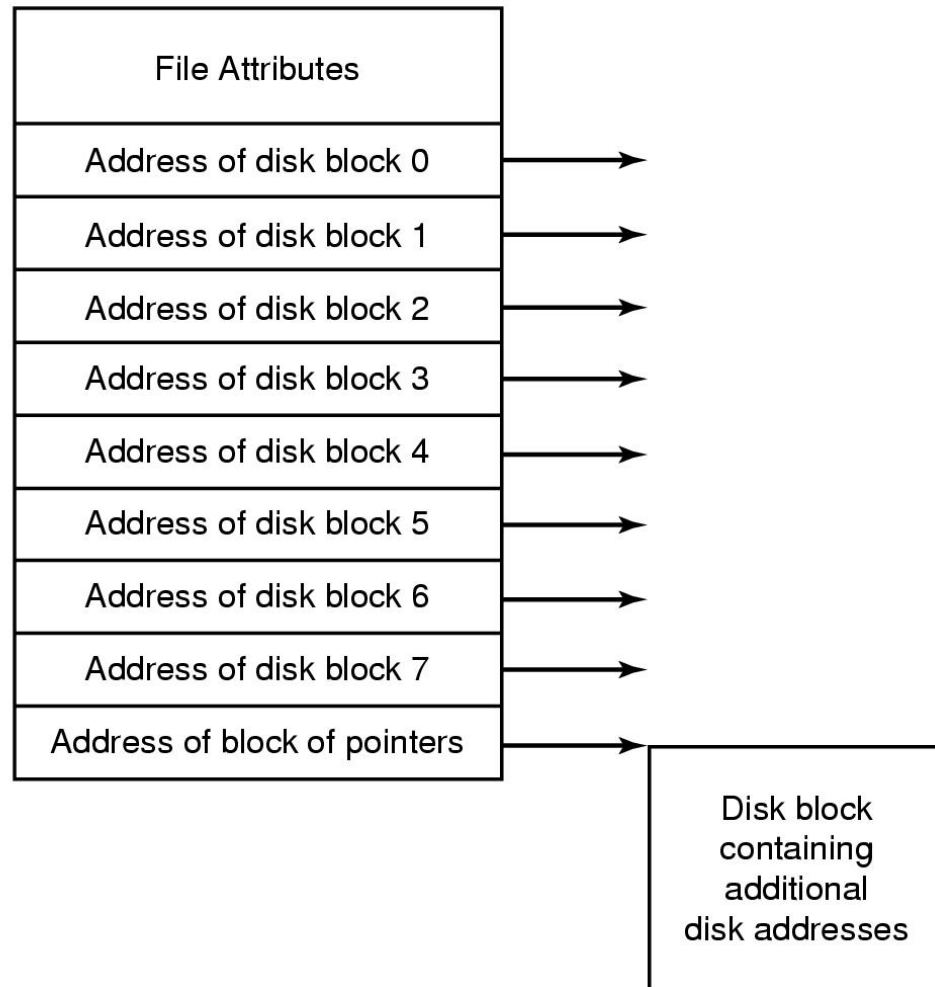 File Attributes
Address of disk block 0
Address of disk block 1
Address of disk block 2
Address of disk block 3
Address of disk block 4
Address of disk block 5
Address of disk block 6
Address of disk block 7
Address of block of pointers
Disk block
containing
additional
disk addresses